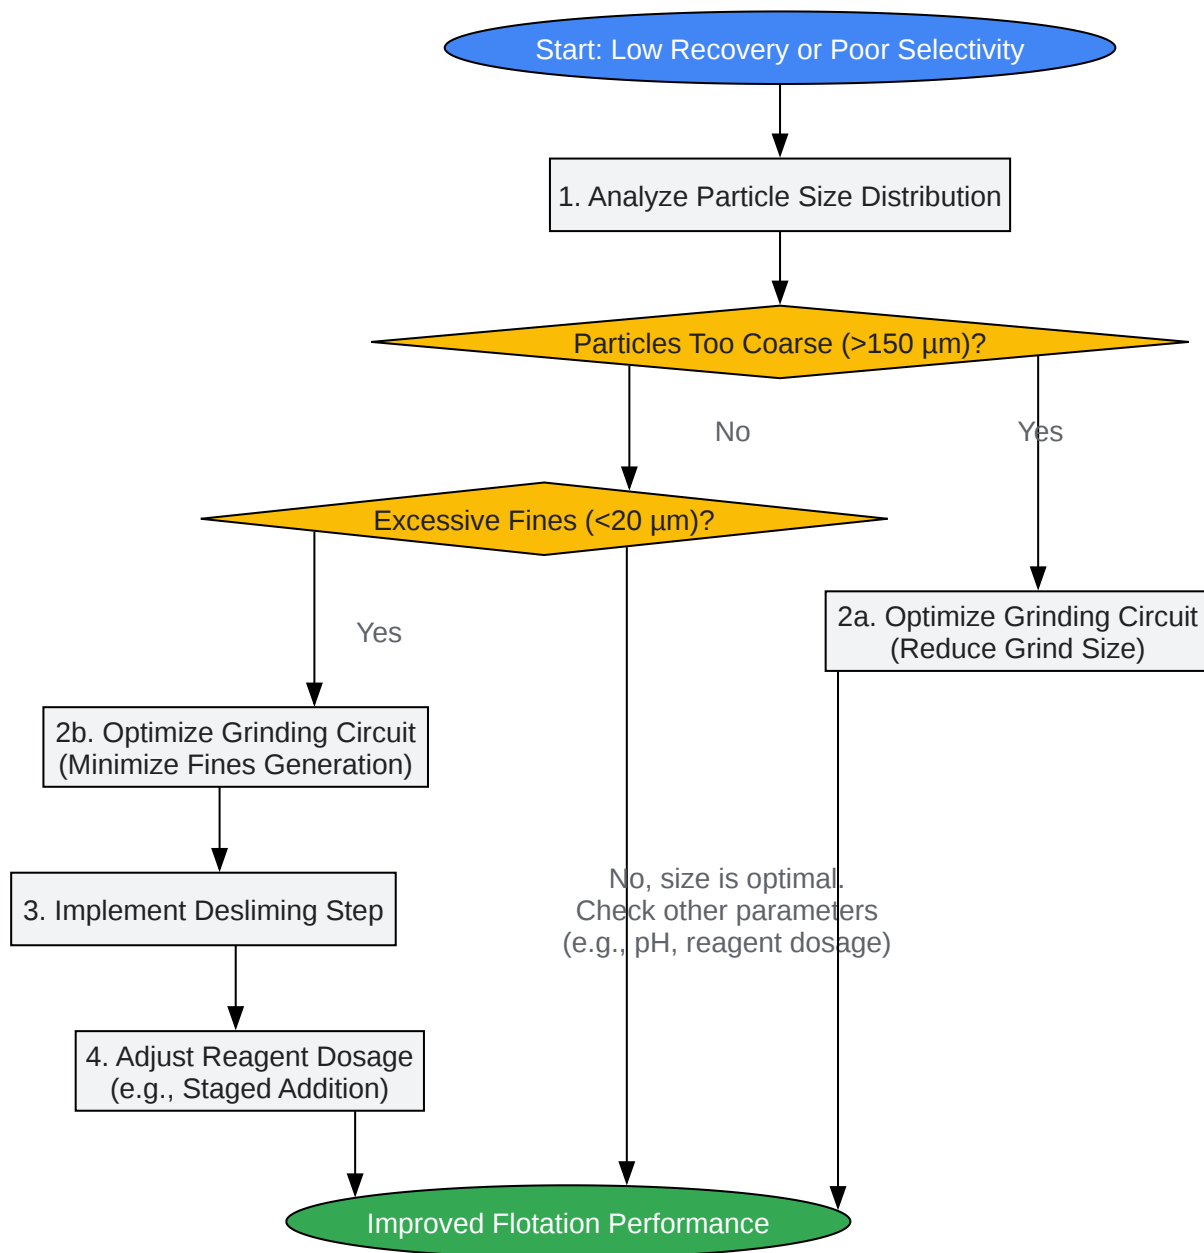 Start: Low Recovery or Poor Selectivity
1. Analyze Particle Size Distribution
Particles Too Coarse (>150 µm)?
No
Yes
Excessive Fines (<20 µm)?
2a. Optimize Grinding Circuit
(Reduce Grind Size)
Yes
2b. Optimize Grinding Circuit
(Minimize Fines Generation)
No, size is optimal.
Check other parameters
(e.g., pH, reagent dosage)
3. Implement Desliming Step
4. Adjust Reagent Dosage
(e.g., Staged Addition)
Improved Flotation Performance